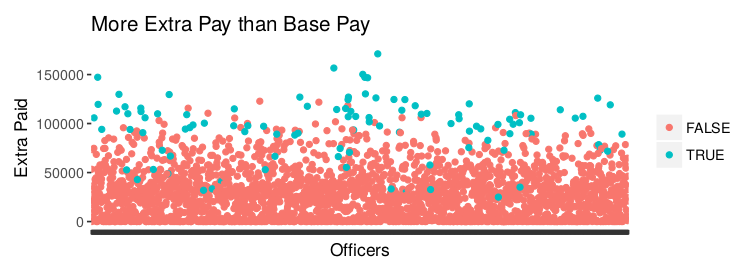 More Extra Pay than Base Pay
Extra Paid
150000
100000
50000
0
Officers
FALSE
TRUE